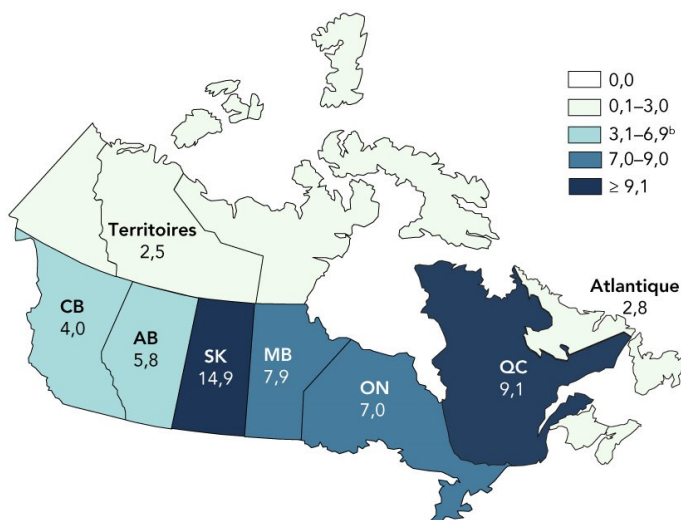 0,0
0,1–3,0
3,1–6,9ᵇ
7,0–9,0
≥ 9,1
Territoires
2,5
Atlantique
2,8
CB
4,0
AB
5,8
SK
14,9
MB
7,9
ON
7,0
QC
9,1